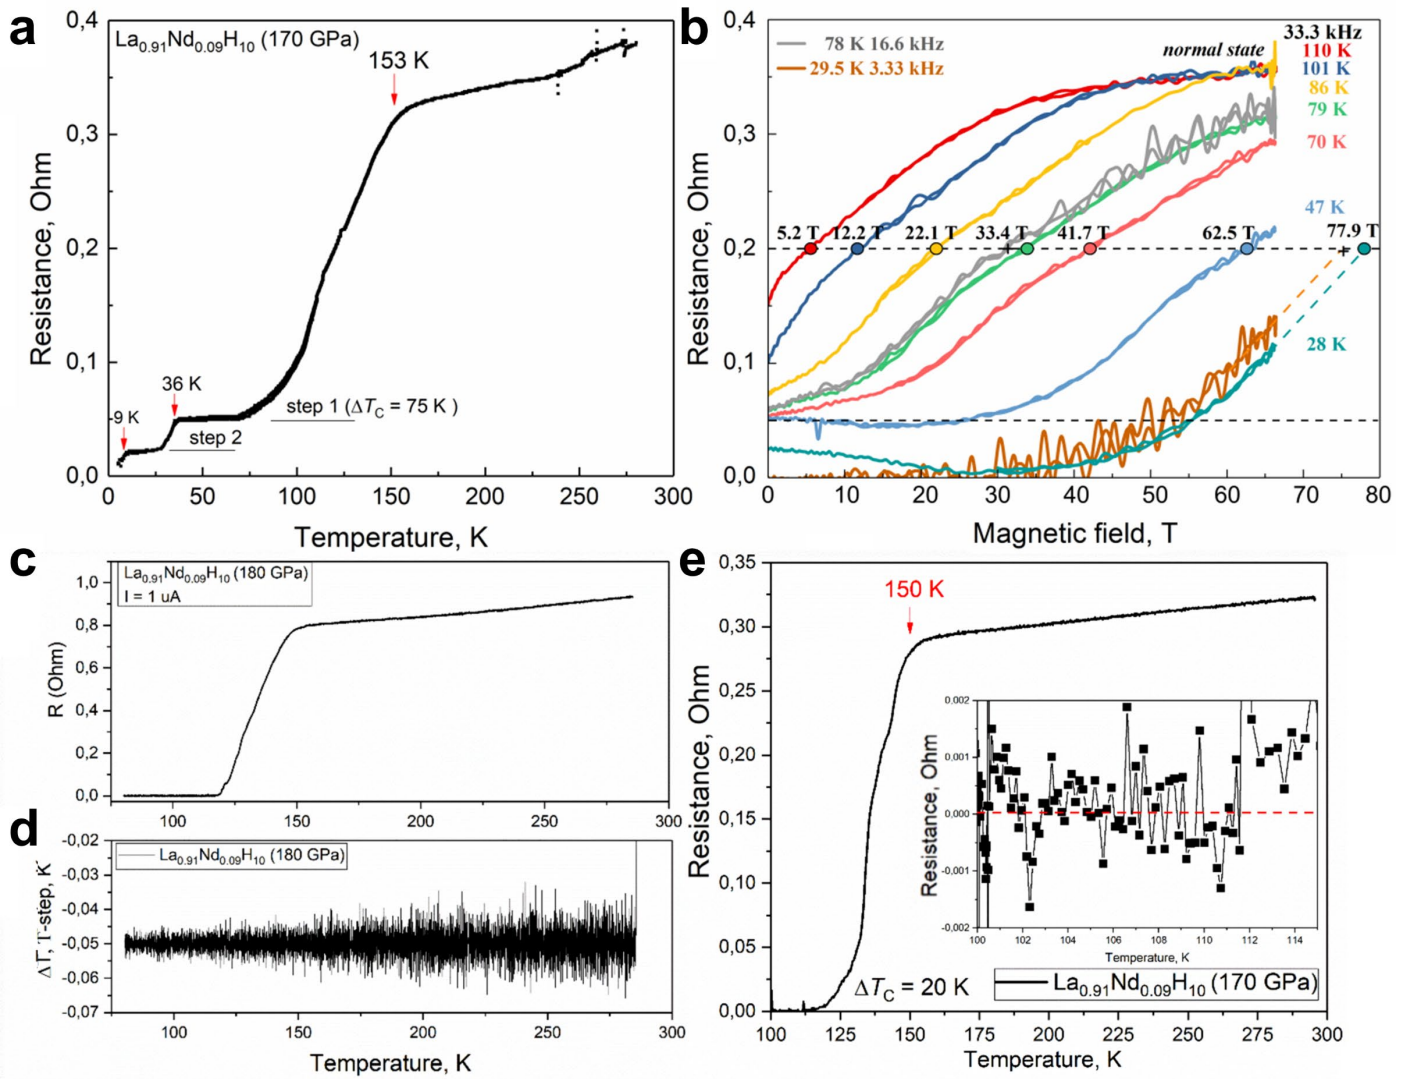 a
La0.91Nd0.09H10 (170 GPa)
153 K
36 K
9 K
step 1 (ΔTC = 75 K )
step 2
0,4
0,3
0,2
0,1
0,0
0 50 100 150 200 250 300
Resistance, Ohm
Temperature, K
b
78 K 16.6 kHz
29.5 K 3.33 kHz
normal state
33.3 kHz
110 K
101 K
86 K
79 K
70 K
47 K
28 K
5.2 T 12.2 T 22.1 T 33.4 T 41.7 T 62.5 T 77.9 T
0,4
0,3
0,2
0,1
0,0
0 10 20 30 40 50 60 70 80
Resistance, Ohm
Magnetic field, T
c
La0.91Nd0.09H10 (180 GPa)
I = 1 uA
1,0
0,8
0,6
0,4
0,2
0,0
100 150 200 250 300
R (Ohm)
d
La0.91Nd0.09H10 (180 GPa)
-0,02
-0,03
-0,04
-0,05
-0,06
-0,07
100 150 200 250 300
ΔT, T-step, K
Temperature, K
e
150 K
0,35
0,30
0,25
0,20
0,15
0,10
0,05
0,00
100 125 150 175 200 225 250 275 300
Resistance, Ohm
Temperature, K
ΔTC = 20 K
La0.91Nd0.09H10 (170 GPa)
0.002
0.001
0.000
-0.001
-0.002
100 102 104 106 108 110 112 114
Resistance, Ohm
Temperature, K